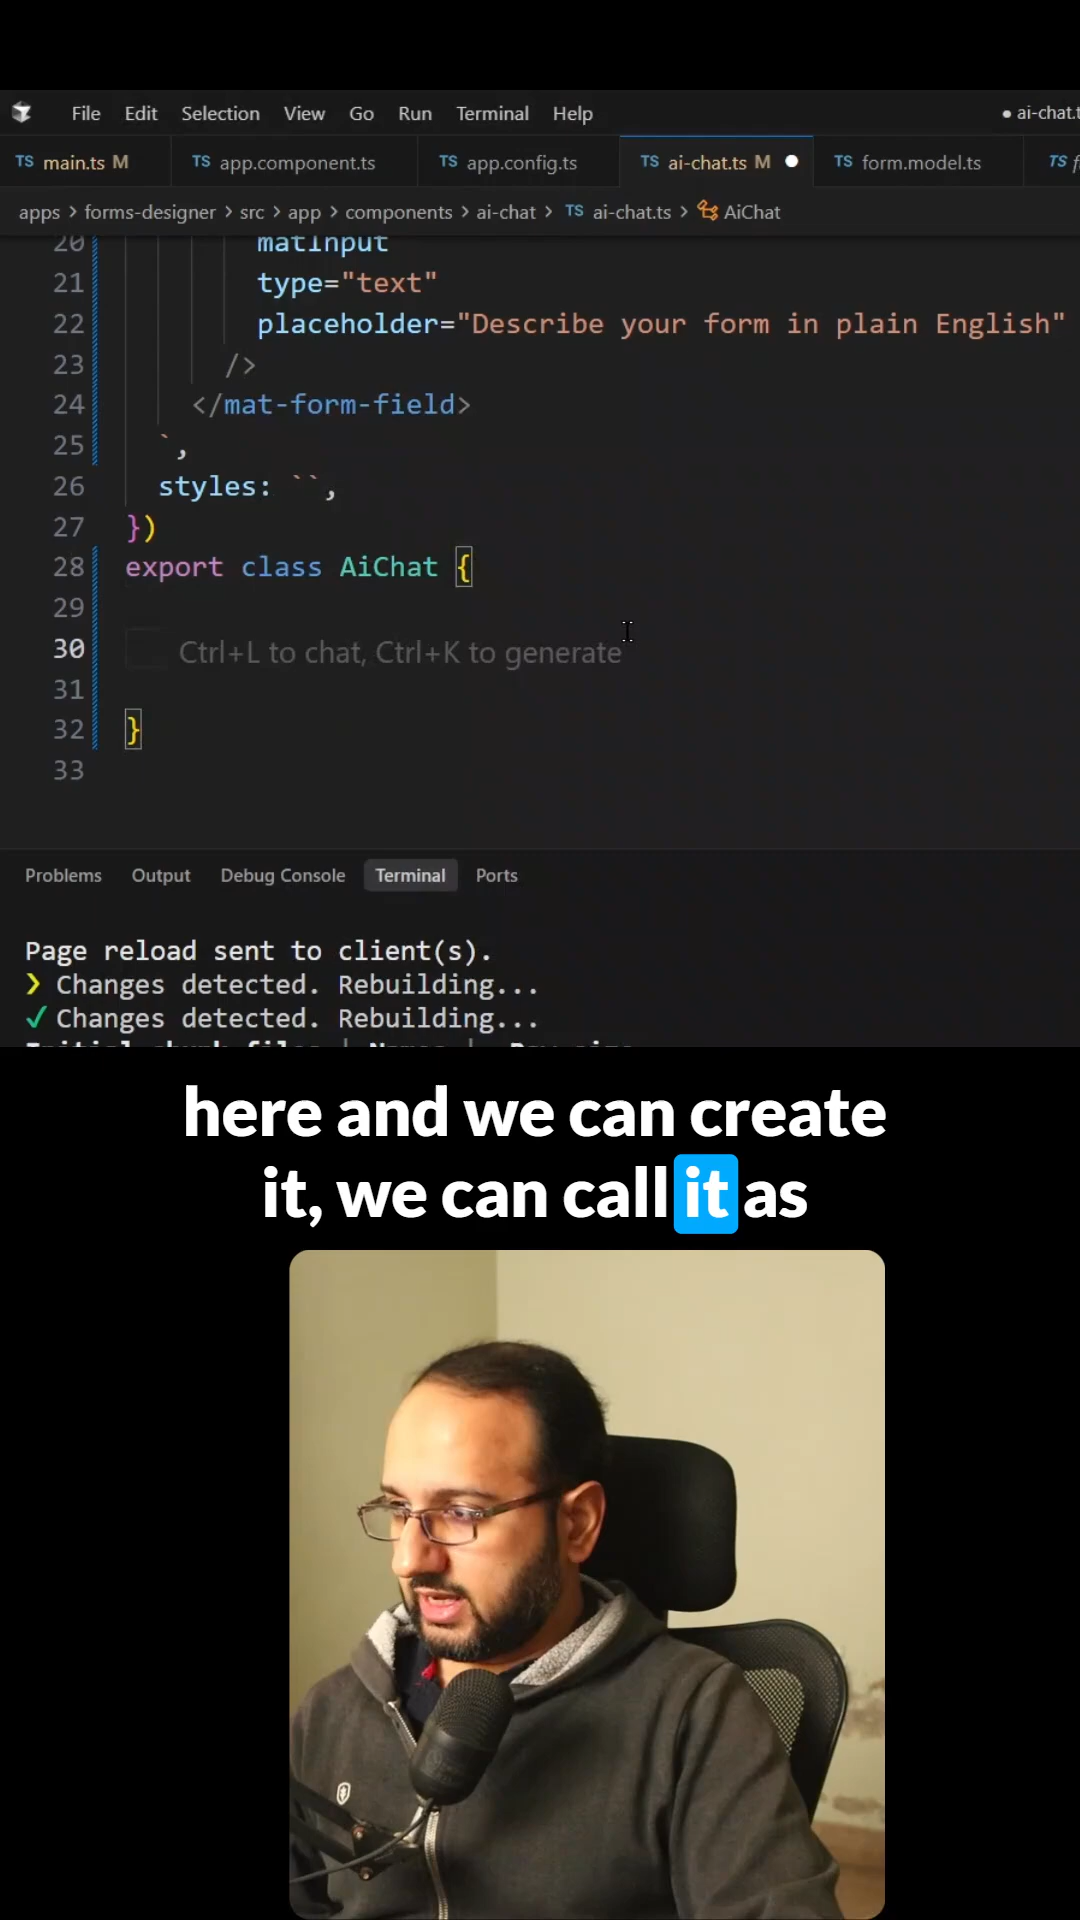 File Edit Selection View Go Run Terminal Help ● ai-chat.t
TS main.ts M TS app.component.ts TS app.config.ts TS ai-chat.ts M ● TS form.model.ts TS
apps > forms-designer > src > app > components > ai-chat > TS ai-chat.ts > AiChat
20 matInput
21 type="text"
22 placeholder="Describe your form in plain English"
23 />
24 </mat-form-field>
25 `,
26 styles: ``,
27 })
28 export class AiChat {
29
30 Ctrl+L to chat, Ctrl+K to generate
31
32 }
33
Problems Output Debug Console Terminal Ports
Page reload sent to client(s).
❯ Changes detected. Rebuilding...
✓ Changes detected. Rebuilding...
here and we can create
it, we can call it as